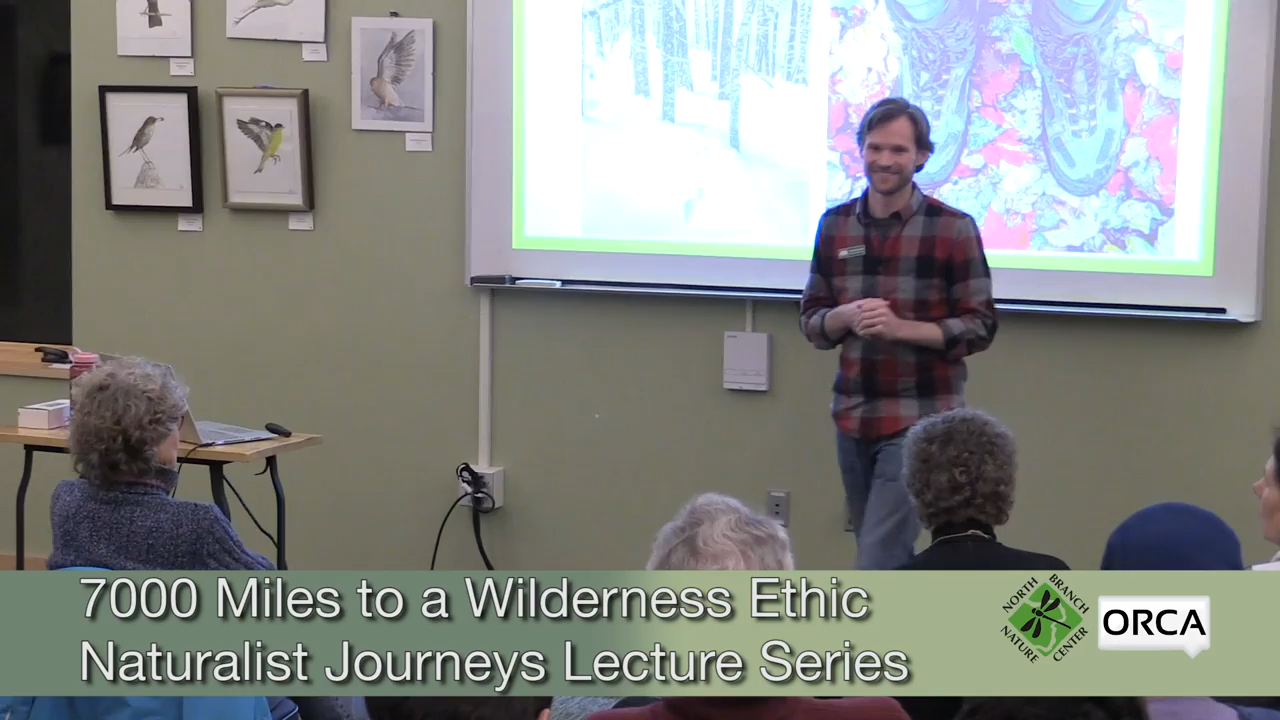 7000 Miles to a Wilderness Ethic
Naturalist Journeys Lecture Series
NORTH BRANCH
NATURE CENTER
ORCA